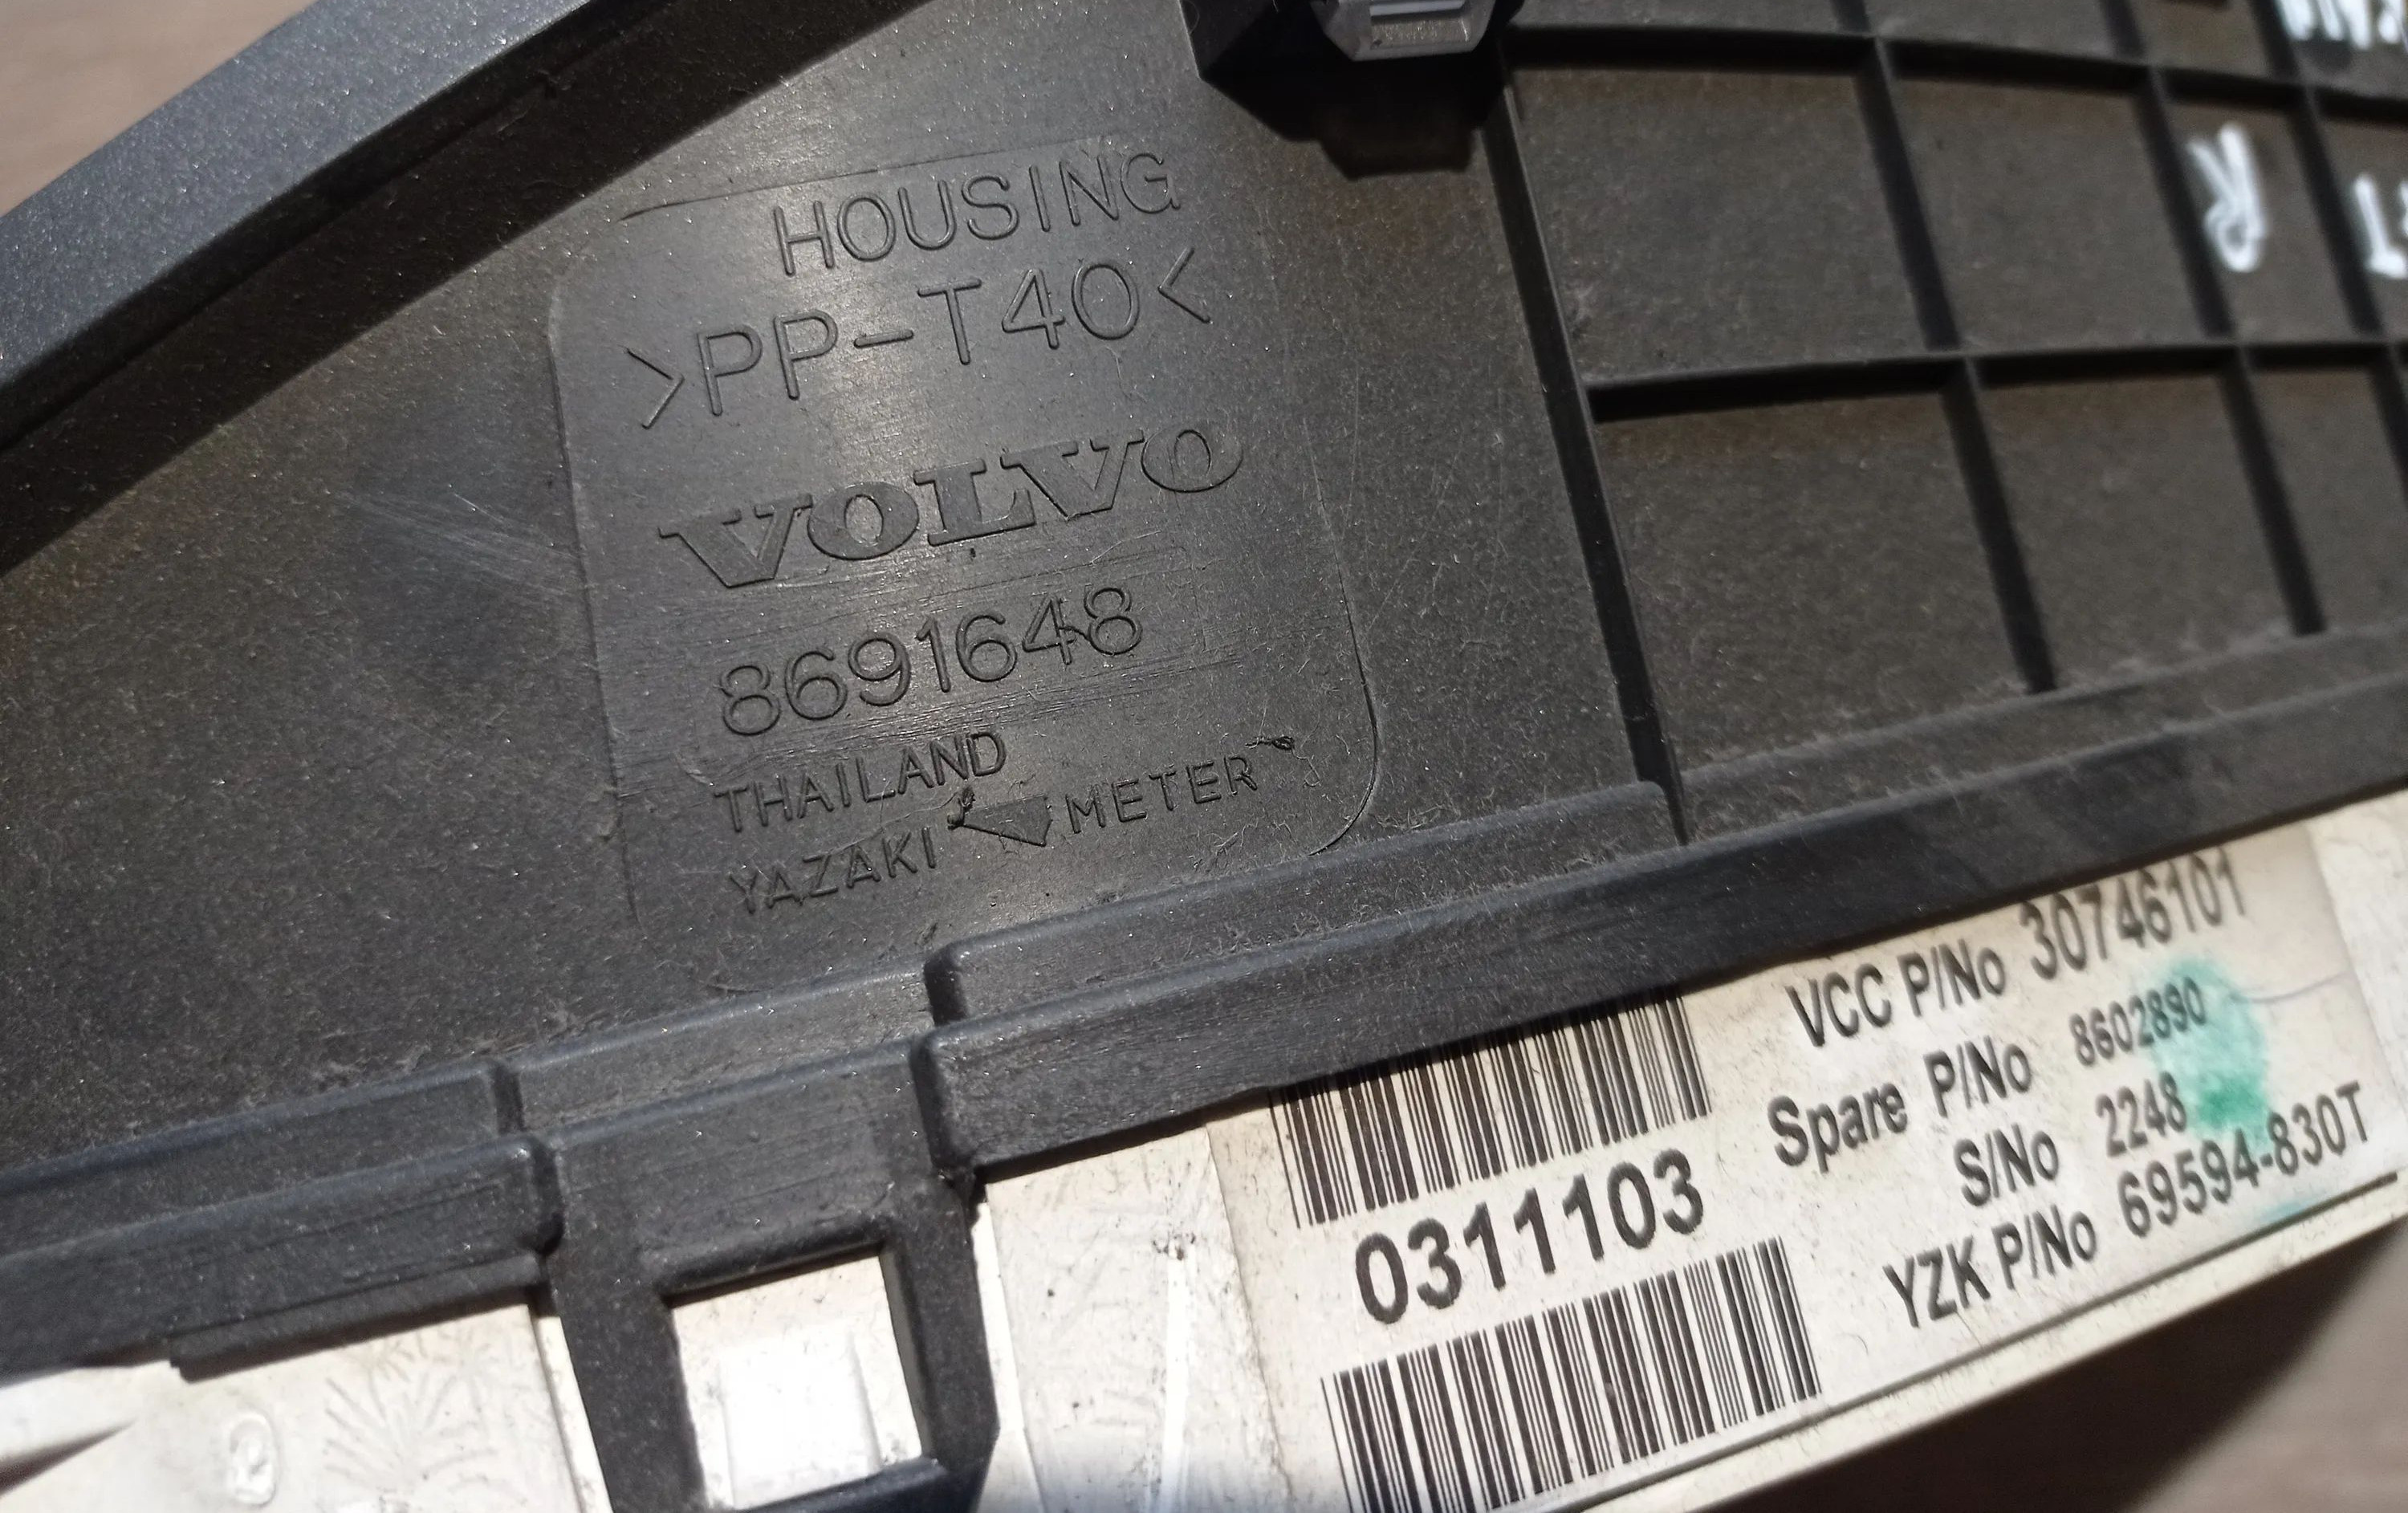 HOUSING
>PP-T40<
VOLVO
8691648
THAILAND
YAZAKI METER
R
VCC P/No 30746101
Spare P/No 8602890
S/No 2248
YZK P/No 69594-830T
0311103